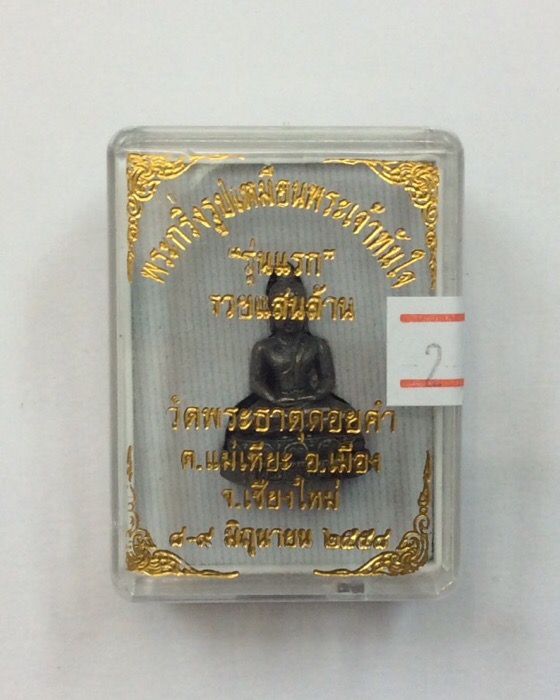 พระกริ่งรูปเหมือนพระเจ้าทันใจ
"รุ่นแรก"
รวยแสนล้าน
วัดพระธาตุดอยคำ
ต.แม่เหียะ อ.เมือง
จ.เชียงใหม่
๘-๙ มิถุนายน ๒๕๕๘
2